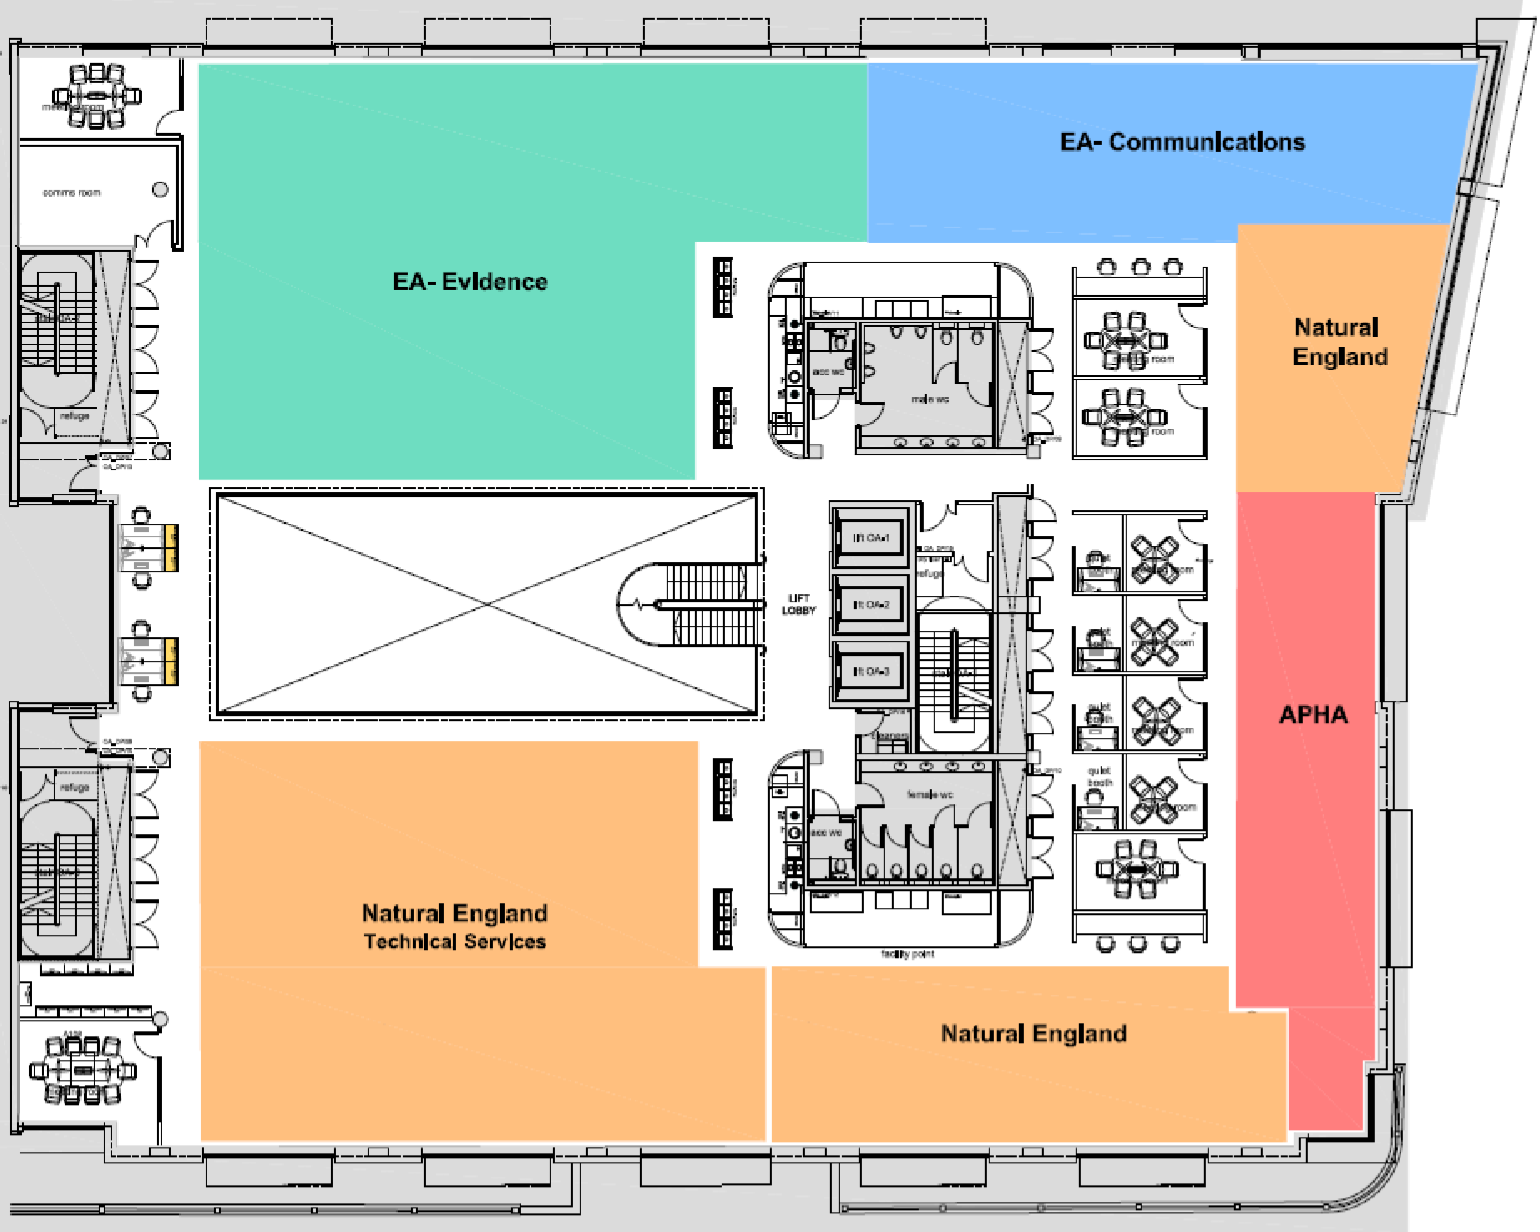 meeting room
EA- Communications
comms room
EA- Evidence
Natural
England
acc wc
male wc
meeting room
meeting room
refuge
lift OA-1
refuge
quiet
booth
meeting room
LIFT
LOBBY
lift OA-2
quiet
booth
meeting room
lift OA-3
APHA
quiet
booth
meeting room
cleaners
refuge
quiet
booth
meeting room
female wc
acc wc
Natural England
Technical Services
facility point
Natural England